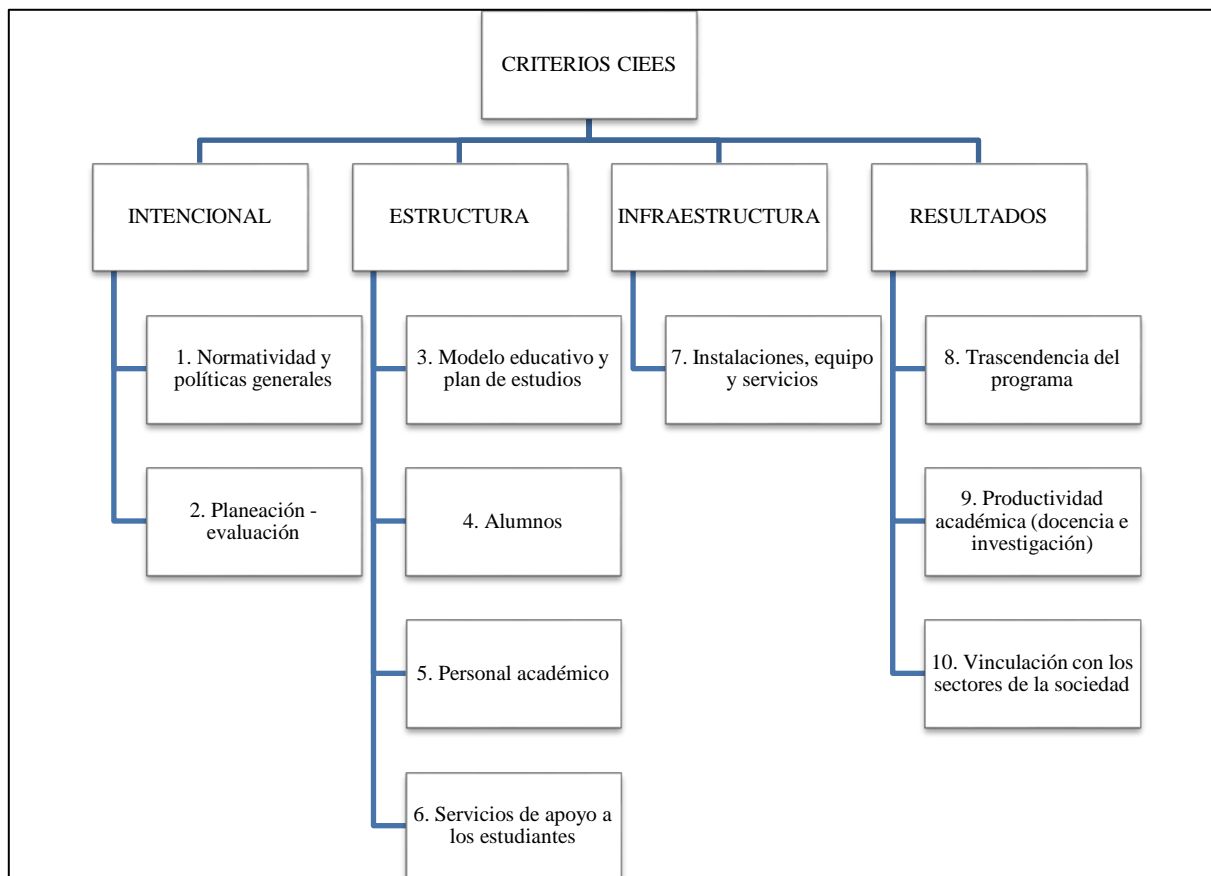 CRITERIOS CIEES
INTENCIONAL
ESTRUCTURA
INFRAESTRUCTURA
RESULTADOS
1. Normatividad y
políticas generales
2. Planeación -
evaluación
3. Modelo educativo y
plan de estudios
4. Alumnos
5. Personal académico
6. Servicios de apoyo a
los estudiantes
7. Instalaciones, equipo
y servicios
8. Trascendencia del
programa
9. Productividad
académica (docencia e
investigación)
10. Vinculación con los
sectores de la sociedad